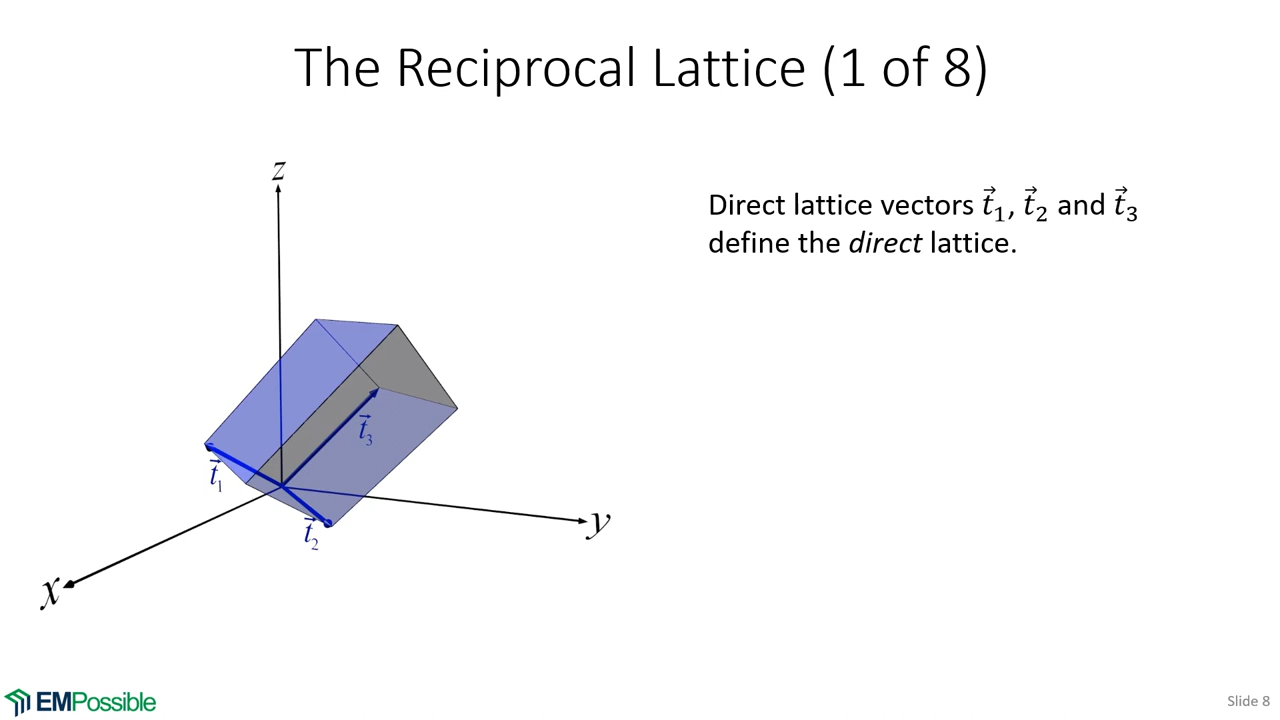 The Reciprocal Lattice (1 of 8)
z
Direct lattice vectors t⃗₁, t⃗₂ and t⃗₃
define the direct lattice.
t⃗₃
t⃗₁
t⃗₂
y
x
EMPossible
Slide 8